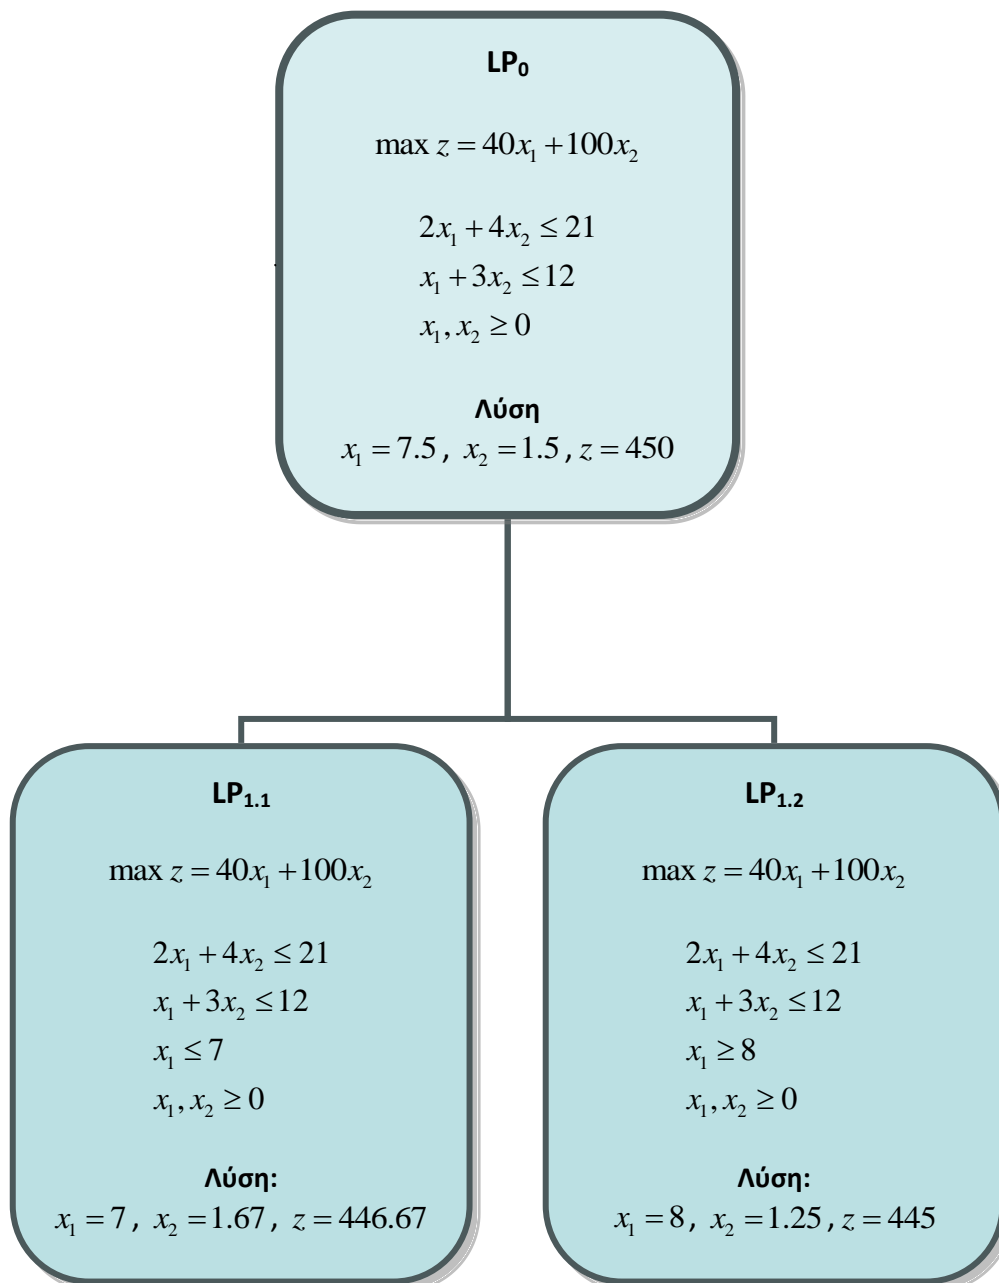 LP₀
max z = 40x₁ + 100x₂
2x₁ + 4x₂ ≤ 21
x₁ + 3x₂ ≤ 12
x₁, x₂ ≥ 0
Λύση
x₁ = 7.5, x₂ = 1.5, z = 450
LP₁.₁
max z = 40x₁ + 100x₂
2x₁ + 4x₂ ≤ 21
x₁ + 3x₂ ≤ 12
x₁ ≤ 7
x₁, x₂ ≥ 0
Λύση:
x₁ = 7, x₂ = 1.67, z = 446.67
LP₁.₂
max z = 40x₁ + 100x₂
2x₁ + 4x₂ ≤ 21
x₁ + 3x₂ ≤ 12
x₁ ≥ 8
x₁, x₂ ≥ 0
Λύση:
x₁ = 8, x₂ = 1.25, z = 445